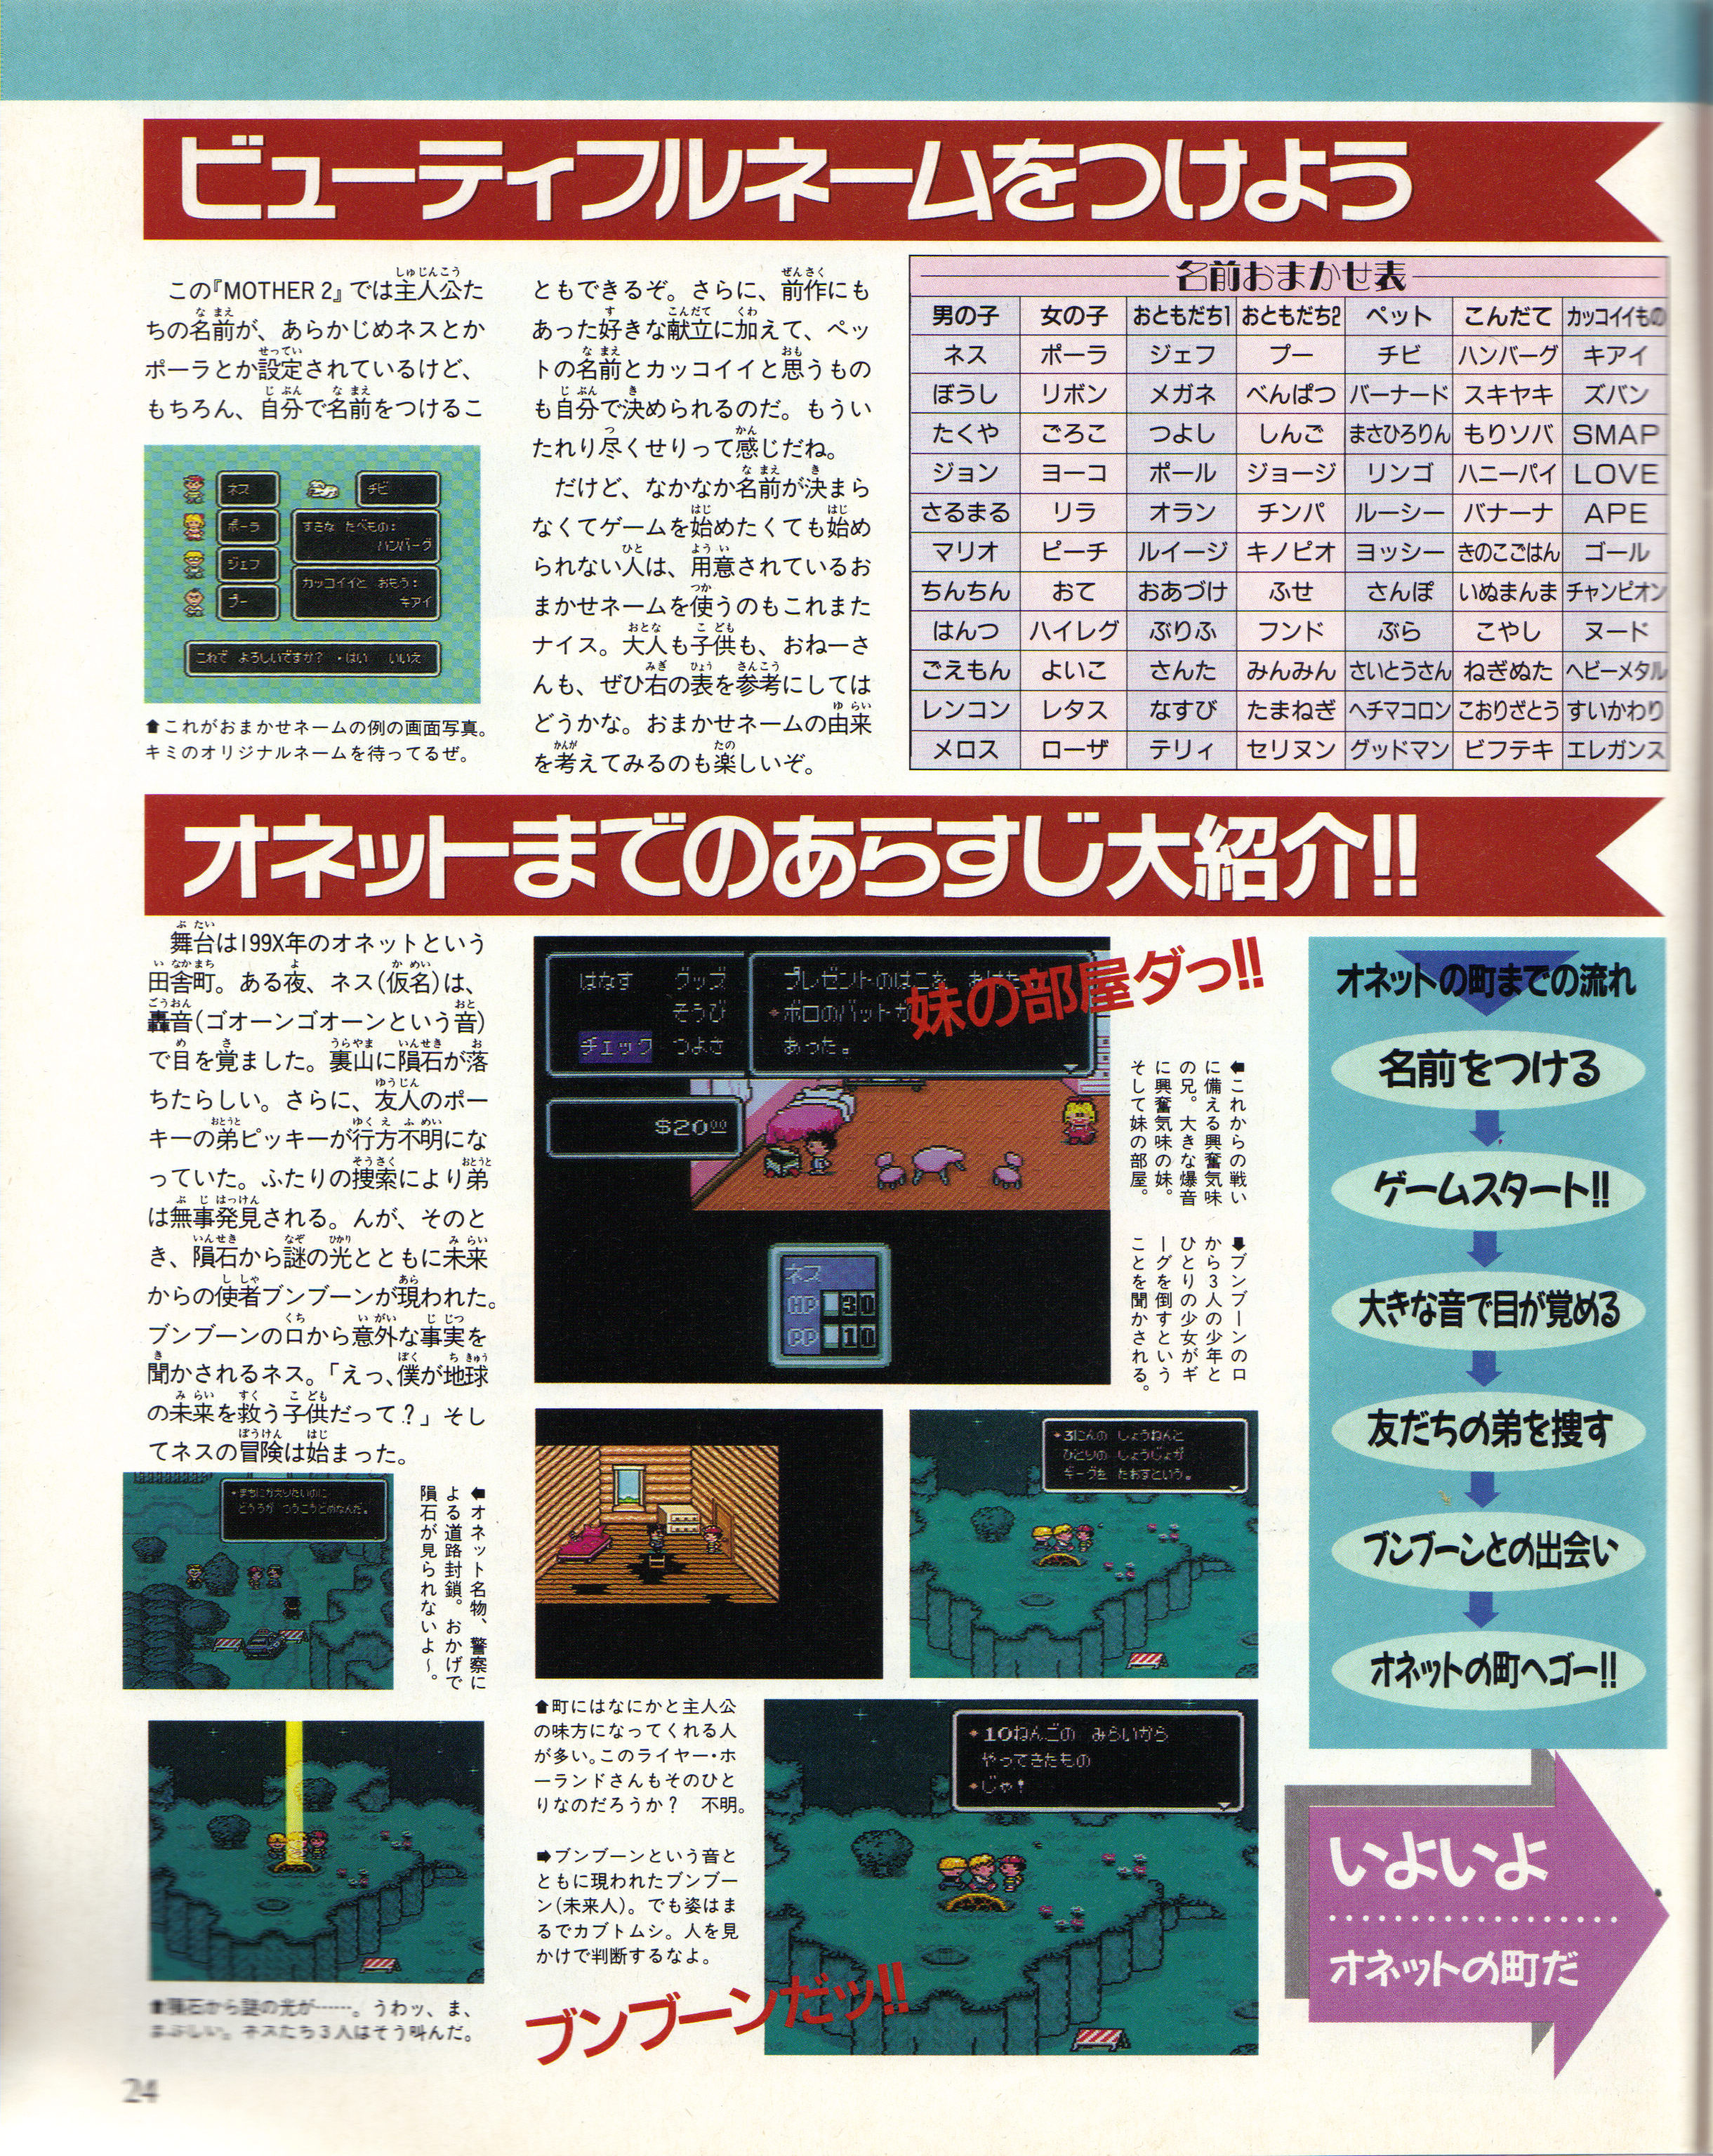 ビューティフルネームをつけよう
この『MOTHER 2』では主人公た
ちの名前が、あらかじめネスとか
ポーラとか設定されているけど、
もちろん、自分で名前をつけるこ
ネス
ポーラ
ジェフ
プー
チビ
すきな たべもの：
ハンバーグ
カッコイイと おもう：
キアイ
これで よろしいですか？ ・はい いいえ
⬆これがおまかせネームの例の画面写真。
キミのオリジナルネームを待ってるぜ。
ともできるぞ。さらに、前作にも
あった好きな献立に加えて、ペッ
トの名前とカッコイイと思うもの
も自分で決められるのだ。もうい
たれり尽くせりって感じだね。
だけど、なかなか名前が決まら
なくてゲームを始めたくても始め
られない人は、用意されているお
まかせネームを使うのもこれまた
ナイス。大人も子供も、おねーさ
んも、ぜひ右の表を参考にしては
どうかな。おまかせネームの由来
を考えてみるのも楽しいぞ。
名前おまかせ表
男の子 女の子 おともだち1 おともだち2 ペット こんだて カッコイイもの
ネス ポーラ ジェフ プー チビ ハンバーグ キアイ
ぼうし リボン メガネ べんぱつ バーナード スキヤキ ズバン
たくや ごろこ つよし しんご まさひろりん もりソバ SMAP
ジョン ヨーコ ポール ジョージ リンゴ ハニーパイ LOVE
さるまる リラ オラン チンパ ルーシー バナーナ APE
マリオ ピーチ ルイージ キノピオ ヨッシー きのこごはん ゴール
ちんちん おて おあづけ ふせ さんぽ いぬまんま チャンピオン
はんつ ハイレグ ぶりふ フンド ぶら こやし ヌード
ごえもん よいこ さんた みんみん さいとうさん ねぎぬた ヘビーメタル
レンコン レタス なすび たまねぎ ヘチマコロン こおりざとう すいかわり
メロス ローザ テリィ セリヌン グッドマン ビフテキ エレガンス
オネットまでのあらすじ大紹介!!
舞台は199X年のオネットという
田舎町。ある夜、ネス(仮名)は、
轟音(ゴオーンゴオーンという音)
で目を覚ました。裏山に隕石が落
ちたらしい。さらに、友人のポー
キーの弟ピッキーが行方不明にな
っていた。ふたりの捜索により弟
は無事発見される。んが、そのと
き、隕石から謎の光とともに未来
からの使者ブンブーンが現われた。
ブンブーンの口から意外な事実を
聞かされるネス。「えっ、僕が地球
の未来を救う子供だって？」そし
てネスの冒険は始まった。
はなす グッズ
そうび
チェック つよさ
プレゼントのはこを あけた
ボロのバットが
あった。
$20.00
ネス
HP 30
PP 10
妹の部屋ダっ!!
⬅これからの戦い
に備える興奮気味
の兄。大きな爆音
に興奮気味の妹。
そして妹の部屋。
⬇ブンブーンの口
から3人の少年と
ひとりの少女がギ
ーグを倒すという
ことを聞かされる。
どうろが つうこうどめなんだ。
⬅オネット名物、警察に
よる道路封鎖。おかげで
隕石が見られないよ〜。
3にんの しょうねんと
ひとりの しょうじょが
ギーグを たおすという。
⬆町にはなにかと主人公
の味方になってくれる人
が多い。このライヤー・ホ
ーランドさんもそのひと
りなのだろうか？ 不明。
➡ブンブーンという音と
ともに現われたブンブー
ン(未来人)。でも姿はま
るでカブトムシ。人を見
かけで判断するなよ。
10ねんごの みらいから
やってきたもの
じゃ！
ブンブーンだッ!!
⬆隕石から謎の光が……。うわッ、ま、
まぶしい。ネスたち3人はそう叫んだ。
オネットの町までの流れ
名前をつける
ゲームスタート!!
大きな音で目が覚める
友だちの弟を捜す
ブンブーンとの出会い
オネットの町へゴー!!
いよいよ
オネットの町だ
24